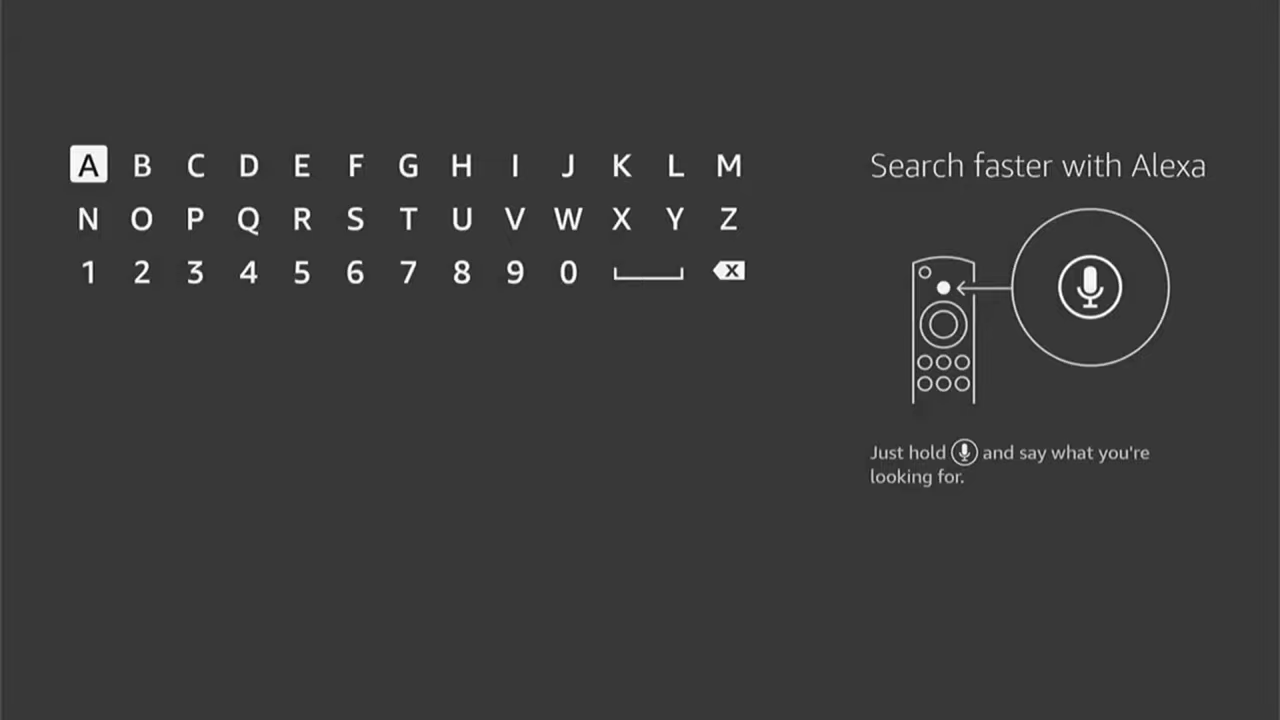 A B C D E F G H I J K L M
N O P Q R S T U V W X Y Z
1 2 3 4 5 6 7 8 9 0
Search faster with Alexa
Just hold and say what you're
looking for.